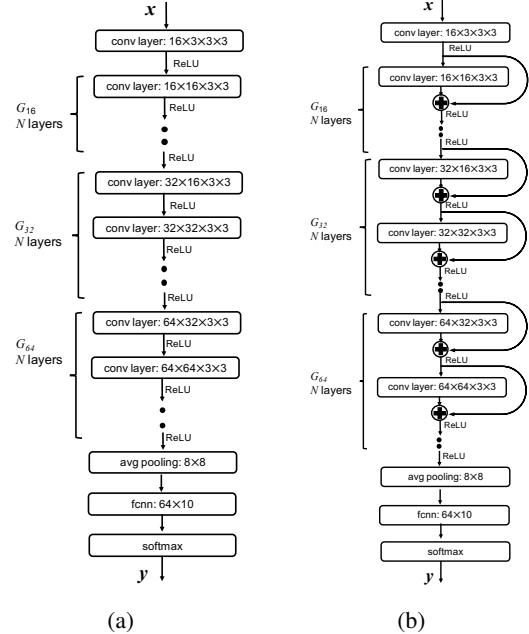 x
conv layer: 16×3×3×3
ReLU
conv layer: 16×16×3×3
G16
N layers
ReLU
ReLU
conv layer: 32×16×3×3
ReLU
G32
N layers
conv layer: 32×32×3×3
ReLU
ReLU
conv layer: 64×32×3×3
ReLU
G64
N layers
conv layer: 64×64×3×3
ReLU
ReLU
avg pooling: 8×8
fcnn: 64×10
softmax
y
(a)
x
conv layer: 16×3×3×3
ReLU
conv layer: 16×16×3×3
G16
N layers
ReLU
ReLU
conv layer: 32×16×3×3
ReLU
G32
N layers
conv layer: 32×32×3×3
ReLU
ReLU
conv layer: 64×32×3×3
ReLU
G64
N layers
conv layer: 64×64×3×3
ReLU
ReLU
avg pooling: 8×8
fcnn: 64×10
softmax
y
(b)